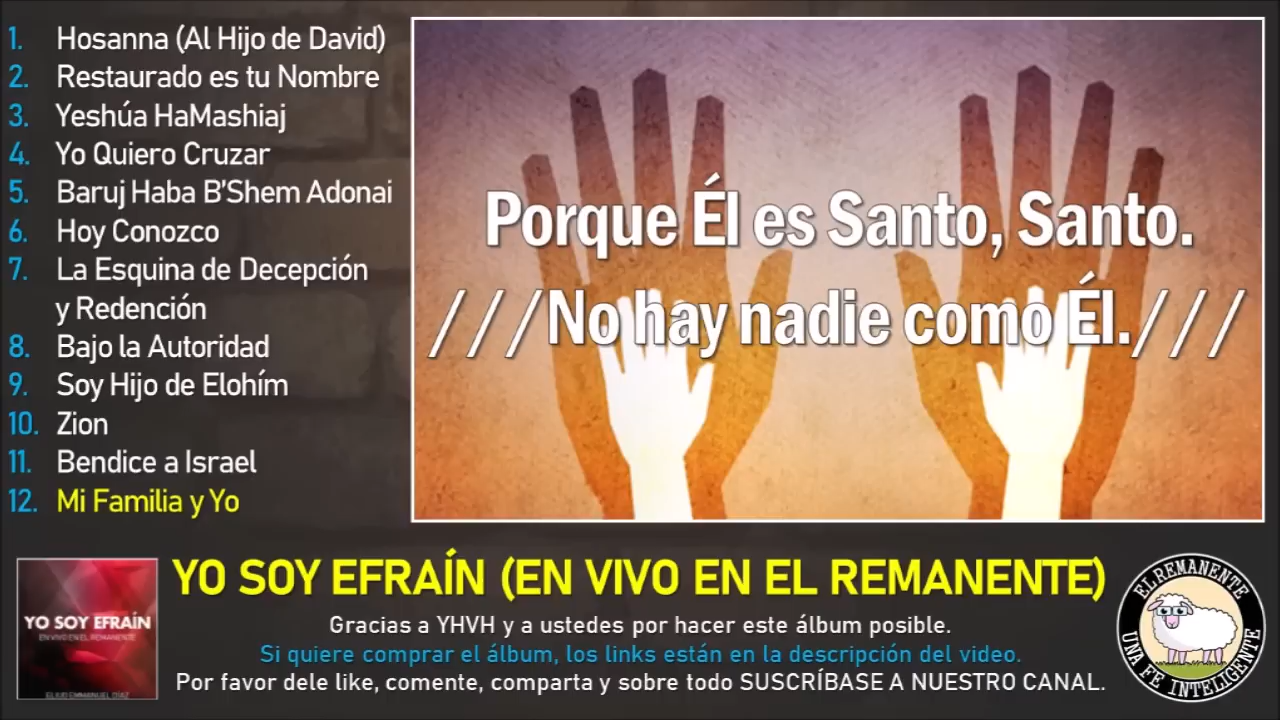 1. Hosanna (Al Hijo de David)
2. Restaurado es tu Nombre
3. Yeshúa HaMashiaj
4. Yo Quiero Cruzar
5. Baruj Haba B'Shem Adonai
6. Hoy Conozco
7. La Esquina de Decepción
y Redención
8. Bajo la Autoridad
9. Soy Hijo de Elohím
10. Zion
11. Bendice a Israel
12. Mi Familia y Yo
Porque Él es Santo, Santo.
///No hay nadie como Él.///
YO SOY EFRAÍN
EN VIVO EN EL REMANENTE
YO SOY EFRAÍN (EN VIVO EN EL REMANENTE)
Gracias a YHVH y a ustedes por hacer este álbum posible.
Si quiere comprar el álbum, los links están en la descripción del video.
Por favor dele like, comente, comparta y sobre todo SUSCRÍBASE A NUESTRO CANAL.
EL REMANENTE
UNA FE INTELIGENTE